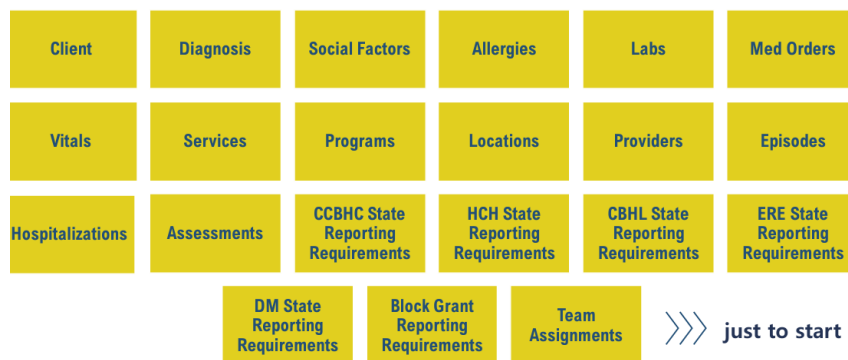 Client
Diagnosis
Social Factors
Allergies
Labs
Med Orders
Vitals
Services
Programs
Locations
Providers
Episodes
Hospitalizations
Assessments
CCBHC State
Reporting
Requirements
HCH State
Reporting
Requirements
CBHL State
Reporting
Requirements
ERE State
Reporting
Requirements
DM State
Reporting
Requirements
Block Grant
Reporting
Requirements
Team
Assignments
just to start